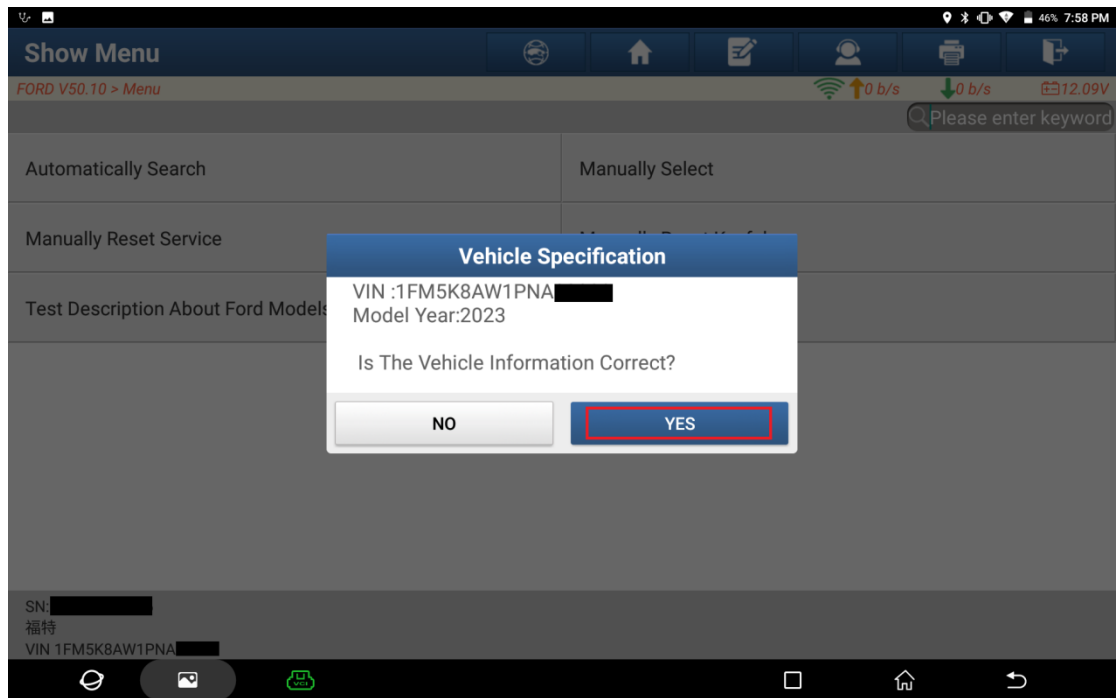 46% 7:58 PM
Show Menu
FORD V50.10 > Menu
0 b/s
0 b/s
12.09V
Please enter keyword
Automatically Search
Manually Select
Manually Reset Service
Vehicle Specification
VIN :1FM5K8AW1PNA
Model Year:2023
Test Description About Ford Models
Is The Vehicle Information Correct?
NO
YES
SN:
福特
VIN 1FM5K8AW1PNA
VCI